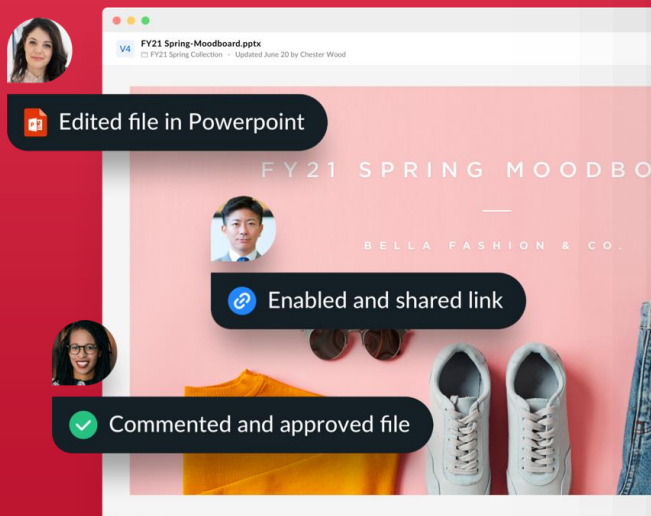 V4 FY21 Spring-Moodboard.pptx
FY21 Spring Collection · Updated June 20 by Chester Wood
Edited file in Powerpoint
FY21 SPRING MOODBO
BELLA FASHION & CO.
Enabled and shared link
Commented and approved file